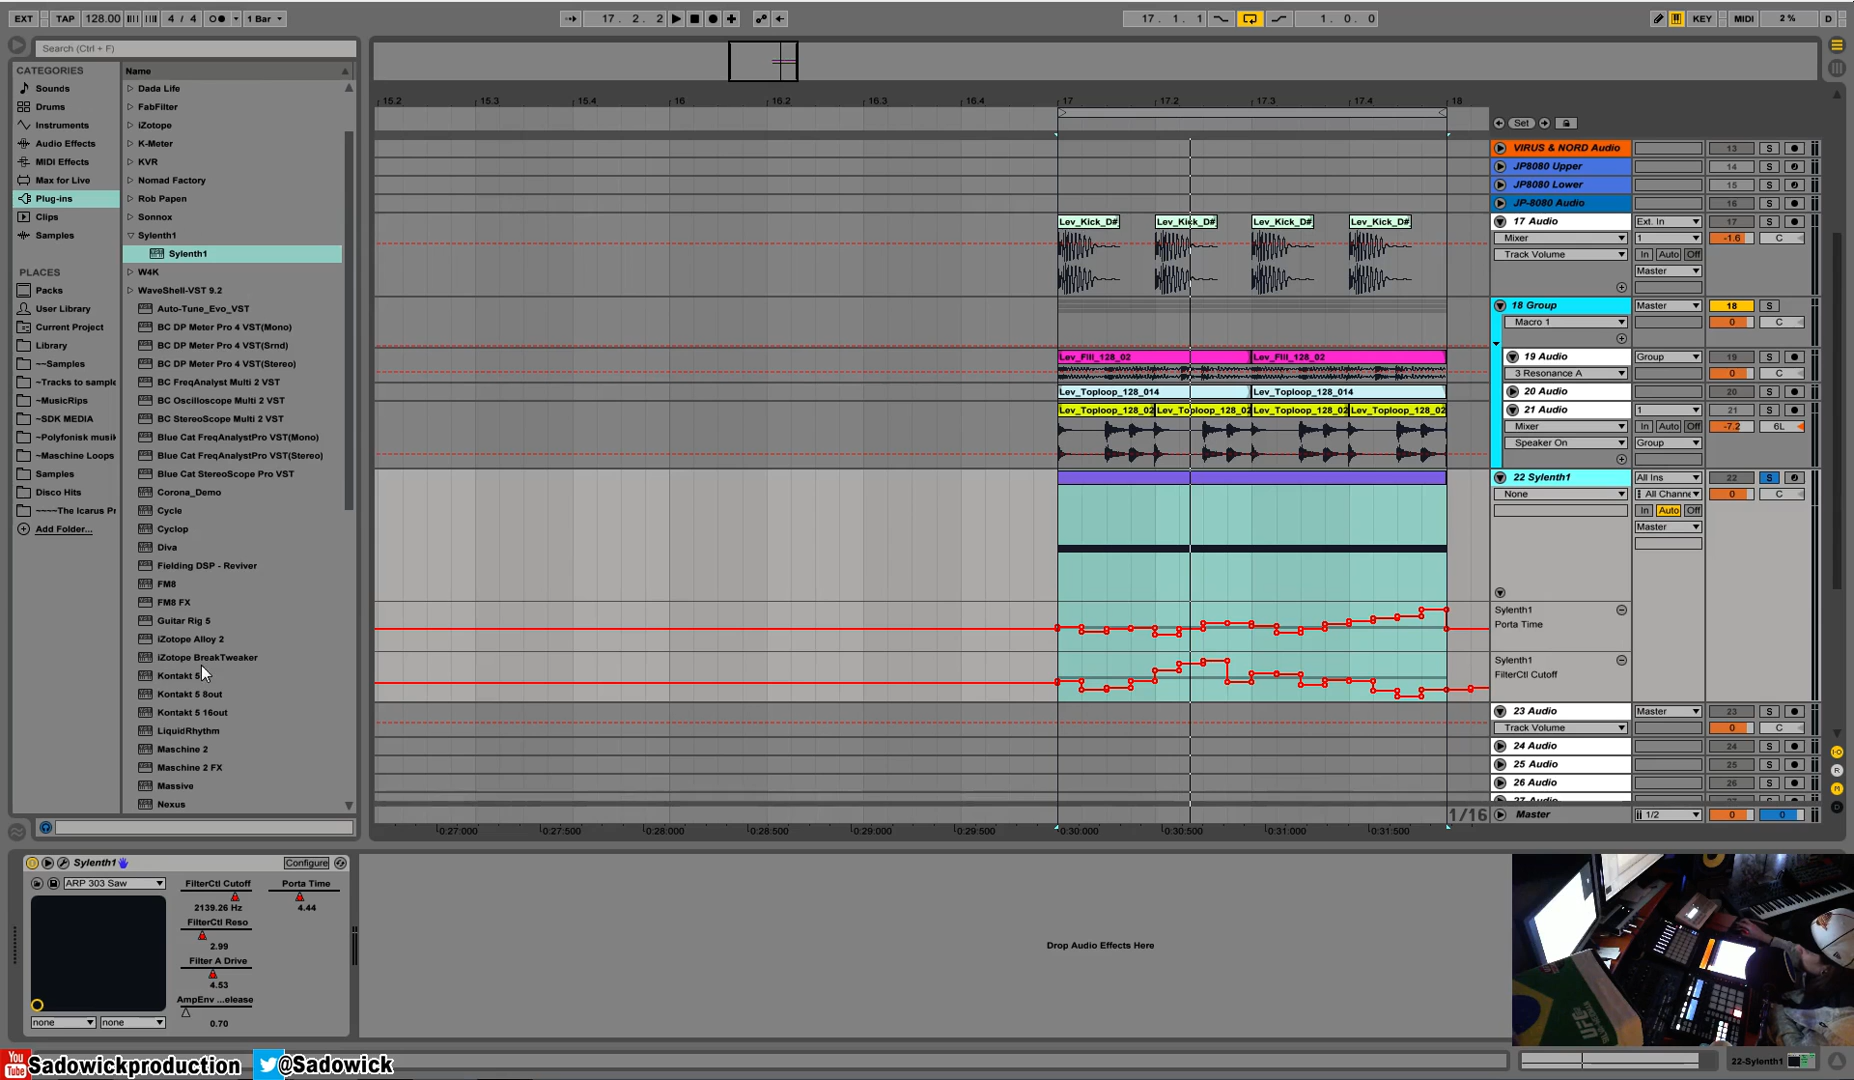 EXT TAP 128.00 4 / 4 1 Bar 17 . 2 . 2 17 . 1 . 1 1 . 0 . 0 KEY MIDI 2 % D
Search (Ctrl + F)
CATEGORIES
Sounds
Drums
Instruments
Audio Effects
MIDI Effects
Max for Live
Plug-ins
Clips
Samples
PLACES
Packs
User Library
Current Project
Library
~~Samples
~Tracks to sample
~MusicRips
~SDK MEDIA
~Polyfonisk musik
~Maschine Loops
Samples
Disco Hits
~~~~The Icarus Pr
Add Folder...
Name
Dada Life
FabFilter
iZotope
K-Meter
KVR
Nomad Factory
Rob Papen
Sonnox
Sylenth1
Sylenth1
W4K
WaveShell-VST 9.2
Auto-Tune_Evo_VST
BC DP Meter Pro 4 VST(Mono)
BC DP Meter Pro 4 VST(Srnd)
BC DP Meter Pro 4 VST(Stereo)
BC FreqAnalyst Multi 2 VST
BC Oscilloscope Multi 2 VST
BC StereoScope Multi 2 VST
Blue Cat FreqAnalystPro VST(Mono)
Blue Cat FreqAnalystPro VST(Stereo)
Blue Cat StereoScope Pro VST
Corona_Demo
Cycle
Cyclop
Diva
Fielding DSP - Reviver
FM8
FM8 FX
Guitar Rig 5
iZotope Alloy 2
iZotope BreakTweaker
Kontakt 5
Kontakt 5 8out
Kontakt 5 16out
LiquidRhythm
Maschine 2
Maschine 2 FX
Massive
Nexus
15.2 15.3 15.4 16 16.2 16.3 16.4 17 17.2 17.3 17.4 18
Set
VIRUS & NORD Audio 13 S
JP8080 Upper 14 S
JP8080 Lower 15 S
JP-8080 Audio 16 S
Lev_Kick_D# Lev_Kick_D# Lev_Kick_D# Lev_Kick_D#
17 Audio Ext. In 17 S
Mixer 1 -1.6 C
Track Volume In Auto Off
Master
18 Group Master 18 S
Macro 1 0 C
Lev_Fill_128_02 Lev_Fill_128_02
19 Audio Group 19 S
3 Resonance A 0 C
Lev_Toploop_128_014 Lev_Toploop_128_014
20 Audio 20 S
Lev_Toploop_128_02 Lev_Toploop_128_02 Lev_Toploop_128_02 Lev_Toploop_128_02
21 Audio 1 21 S
Mixer In Auto Off -7.2 6L
Speaker On Group
22 Sylenth1 All Ins 22 S
None All Channe 0 C
In Auto Off
Master
Sylenth1
Porta Time
Sylenth1
FilterCtl Cutoff
23 Audio Master 23 S
Track Volume 0 C
24 Audio 24 S
25 Audio 25 S
26 Audio 26 S
27 Audio
1/16 Master 1/2 0 0
0:27:000 0:27:500 0:28:000 0:28:500 0:29:000 0:29:500 0:30:000 0:30:500 0:31:000 0:31:500
Sylenth1 Configure
ARP 303 Saw
FilterCtl Cutoff Porta Time
2139.26 Hz 4.44
FilterCtl Reso
2.99
Filter A Drive
4.53
AmpEnv ...elease
0.70
none none
Drop Audio Effects Here
UFC
You Tube Sadowickproduction @Sadowick
22-Sylenth1